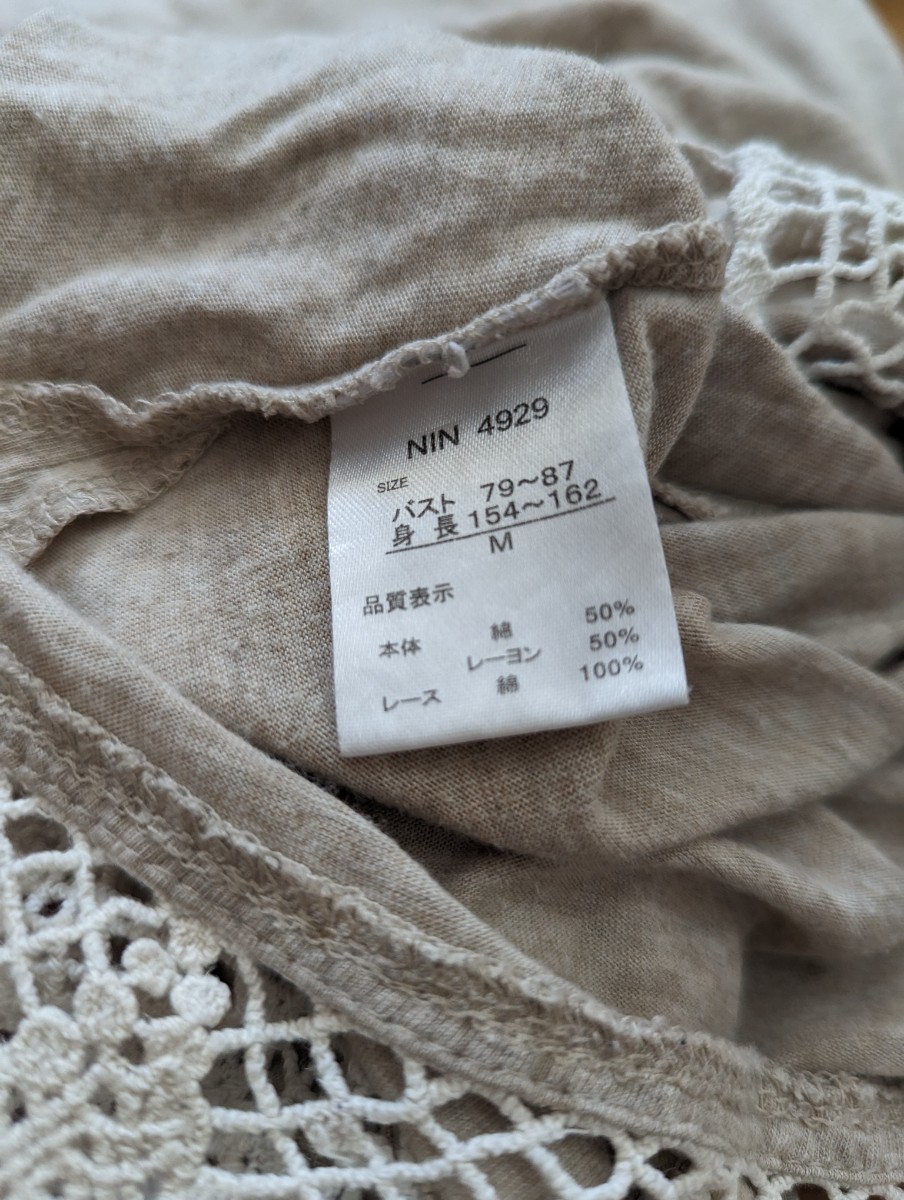 NIN 4929
SIZE
バスト 79～87
身長 154～162
M
品質表示
本体 綿 50%
レーヨン 50%
レース 綿 100%